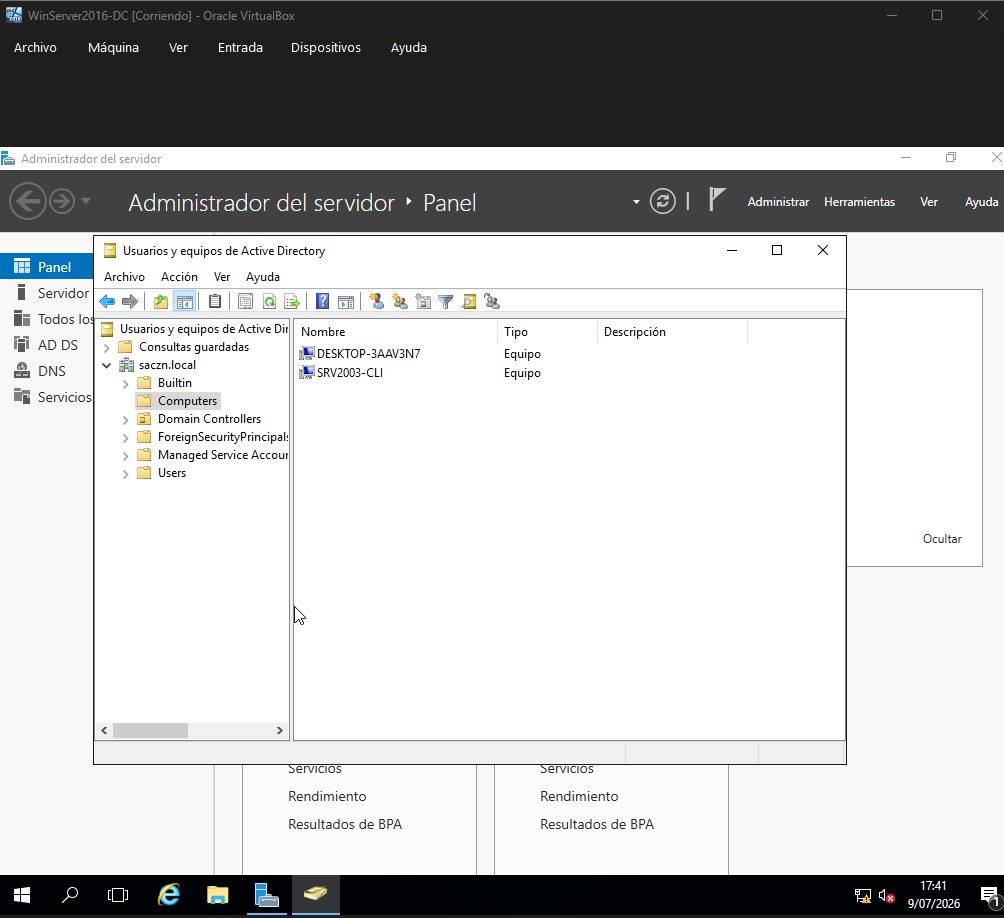 WinServer2016-DC [Corriendo] - Oracle VirtualBox
Archivo Máquina Ver Entrada Dispositivos Ayuda
Administrador del servidor
Administrador del servidor Panel
Administrar Herramientas Ver Ayuda
Panel
Servidor
Todos los
AD DS
DNS
Servicios
Usuarios y equipos de Active Directory
Archivo Acción Ver Ayuda
Usuarios y equipos de Active Dir
Consultas guardadas
saczn.local
Builtin
Computers
Domain Controllers
ForeignSecurityPrincipals
Managed Service Accour
Users
Nombre Tipo Descripción
DESKTOP-3AAV3N7 Equipo
SRV2003-CLI Equipo
Ocultar
Servicios Servicios
Rendimiento Rendimiento
Resultados de BPA Resultados de BPA
17:41
9/07/2026
1